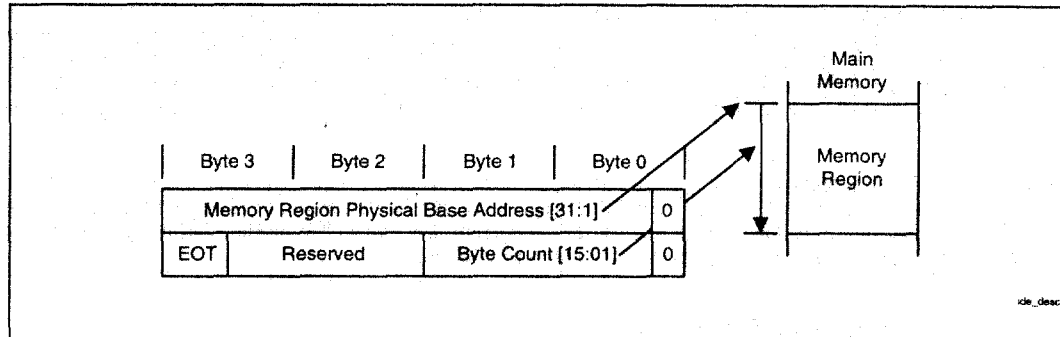 Main
Memory
Byte 3 Byte 2 Byte 1 Byte 0
Memory
Region
Memory Region Physical Base Address [31:1] 0
EOT Reserved Byte Count [15:01] 0
ide_desc